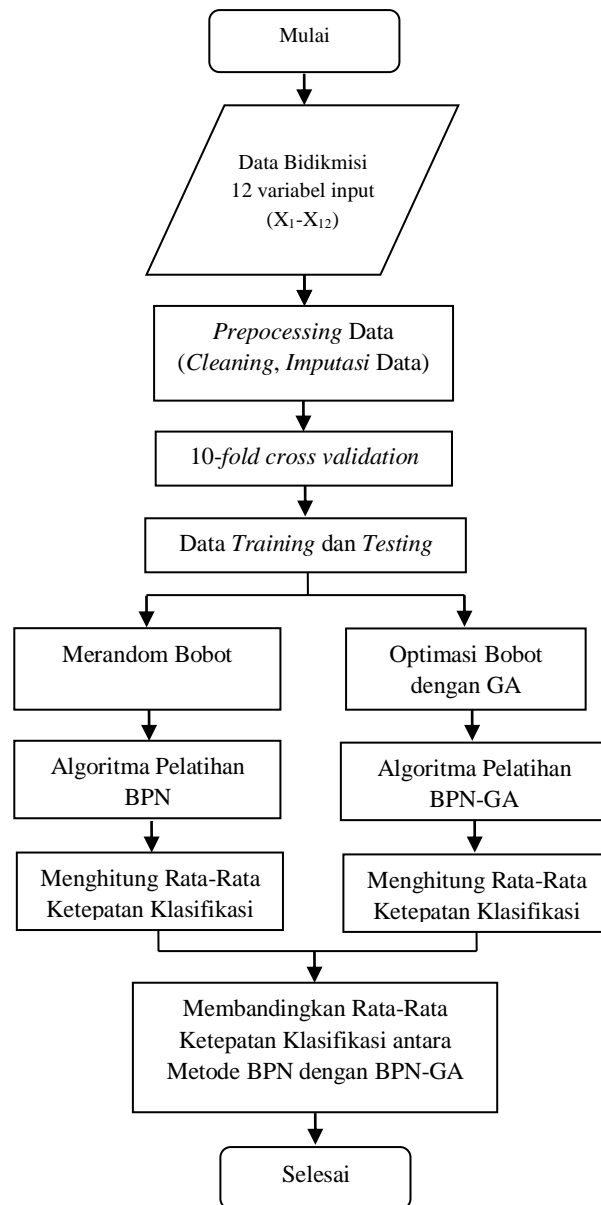 Mulai
Data Bidikmisi
12 variabel input
(X₁-X₁₂)
Prepocessing Data
(Cleaning, Imputasi Data)
10-fold cross validation
Data Training dan Testing
Merandom Bobot
Optimasi Bobot
dengan GA
Algoritma Pelatihan
BPN
Algoritma Pelatihan
BPN-GA
Menghitung Rata-Rata
Ketepatan Klasifikasi
Menghitung Rata-Rata
Ketepatan Klasifikasi
Membandingkan Rata-Rata
Ketepatan Klasifikasi antara
Metode BPN dengan BPN-GA
Selesai